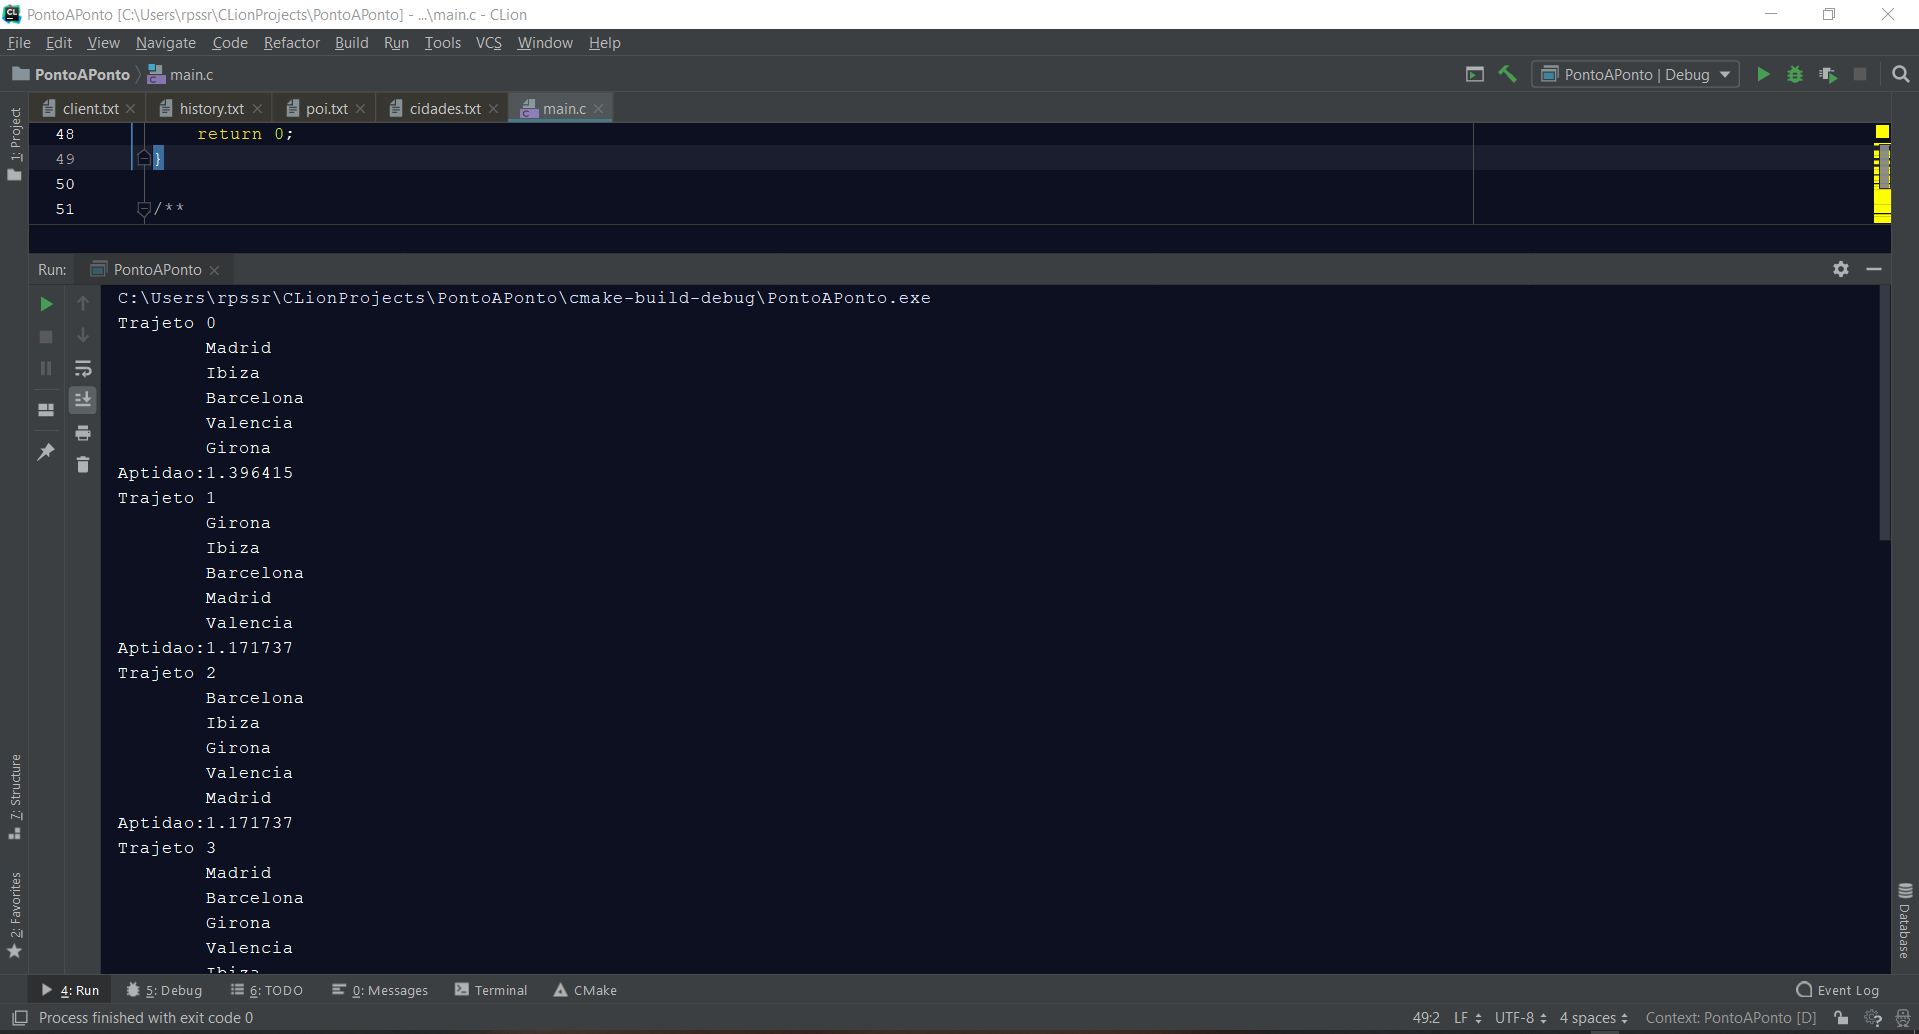 PontoAPonto [C:\Users\rpssr\CLionProjects\PontoAPonto] - ...\main.c - CLion
File Edit View Navigate Code Refactor Build Run Tools VCS Window Help
PontoAPonto main.c PontoAPonto | Debug
client.txt history.txt poi.txt cidades.txt main.c
1: Project
48 return 0;
49 }
50
51 /**
Run: PontoAPonto
C:\Users\rpssr\CLionProjects\PontoAPonto\cmake-build-debug\PontoAPonto.exe
Trajeto 0
Madrid
Ibiza
Barcelona
Valencia
Girona
Aptidao:1.396415
Trajeto 1
Girona
Ibiza
Barcelona
Madrid
Valencia
Aptidao:1.171737
Trajeto 2
Barcelona
Ibiza
Girona
Valencia
Madrid
Aptidao:1.171737
Trajeto 3
Madrid
Barcelona
Girona
Valencia
Ibiza
7: Structure
2: Favorites
Database
4: Run 5: Debug 6: TODO 0: Messages Terminal CMake Event Log
Process finished with exit code 0 49:2 LF UTF-8 4 spaces Context: PontoAPonto [D]